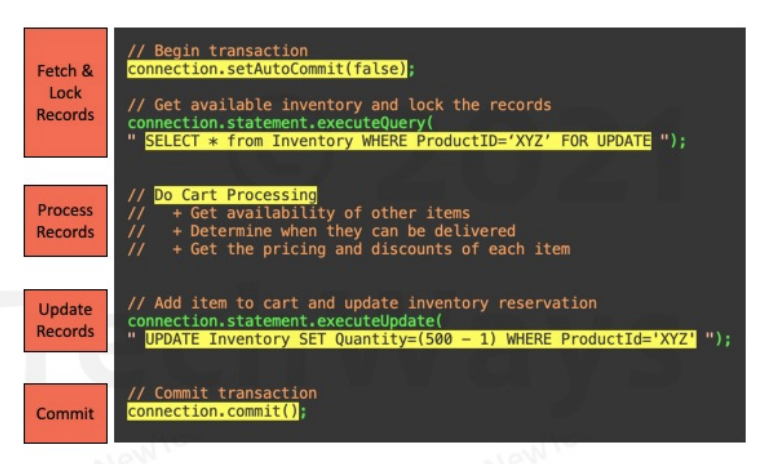 Fetch &
Lock
Records
// Begin transaction
connection.setAutoCommit(false);
// Get available inventory and lock the records
connection.statement.executeQuery(
" SELECT * from Inventory WHERE ProductID=‘XYZ’ FOR UPDATE ");
Process
Records
// Do Cart Processing
// + Get availability of other items
// + Determine when they can be delivered
// + Get the pricing and discounts of each item
Update
Records
// Add item to cart and update inventory reservation
connection.statement.executeUpdate(
" UPDATE Inventory SET Quantity=(500 – 1) WHERE ProductId='XYZ' ");
Commit
// Commit transaction
connection.commit();
© 2021
TechWays